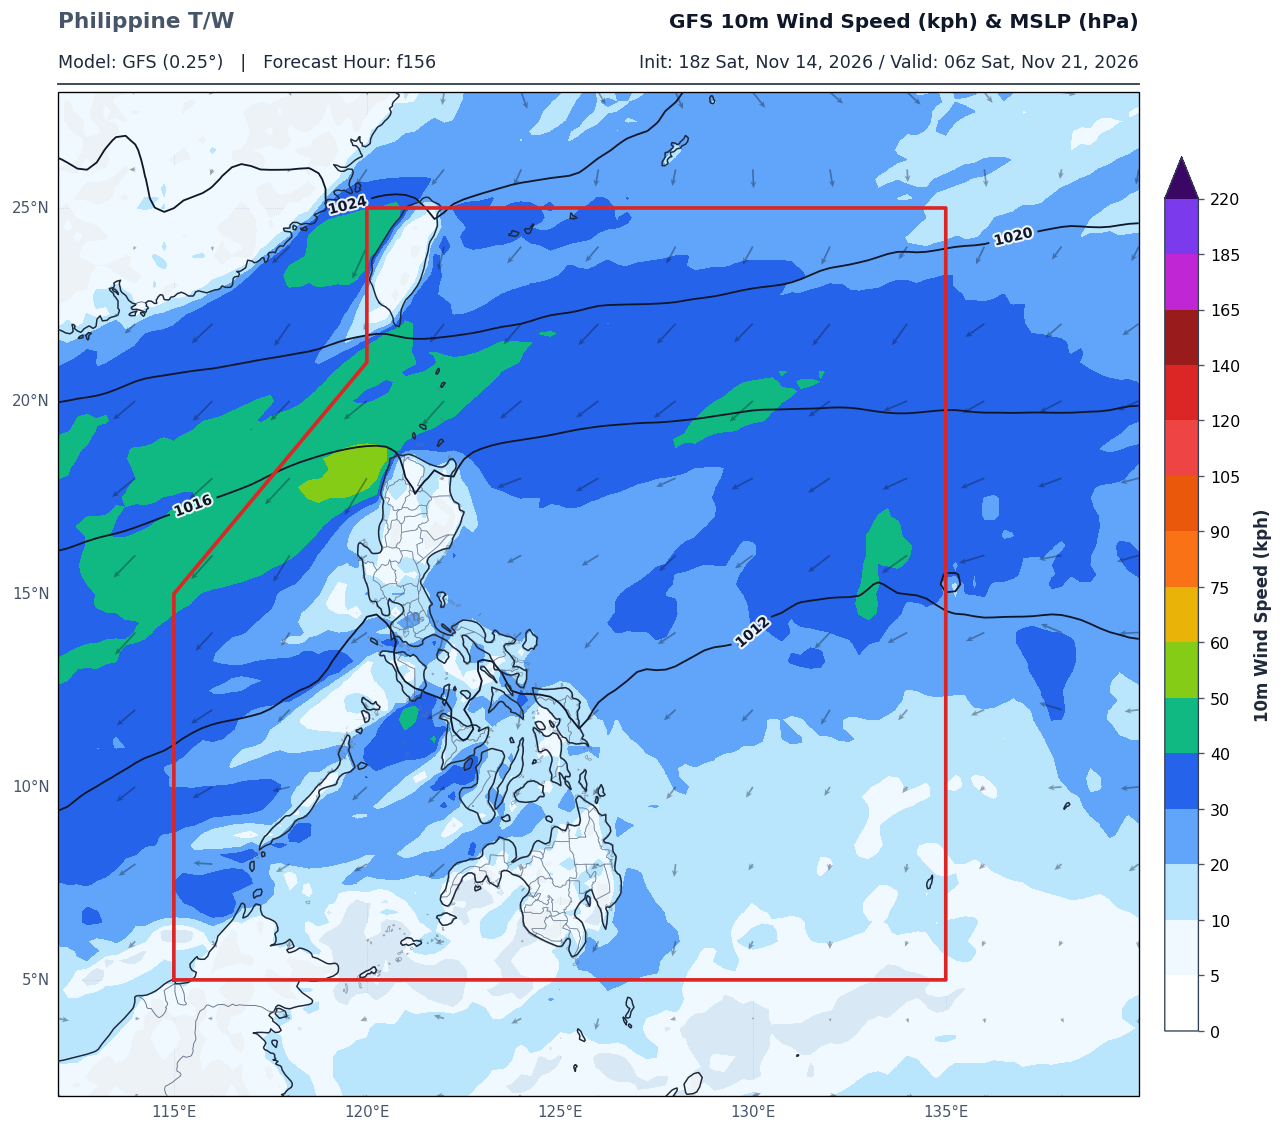 Philippine T/W
GFS 10m Wind Speed (kph) & MSLP (hPa)
Model: GFS (0.25°)   |   Forecast Hour: f156
Init: 18z Sat, Nov 14, 2026 / Valid: 06z Sat, Nov 21, 2026
25°N
20°N
15°N
10°N
5°N
115°E
120°E
125°E
130°E
135°E
1024
1020
1016
1012
220
185
165
140
120
105
90
75
60
50
40
30
20
10
5
0
10m Wind Speed (kph)